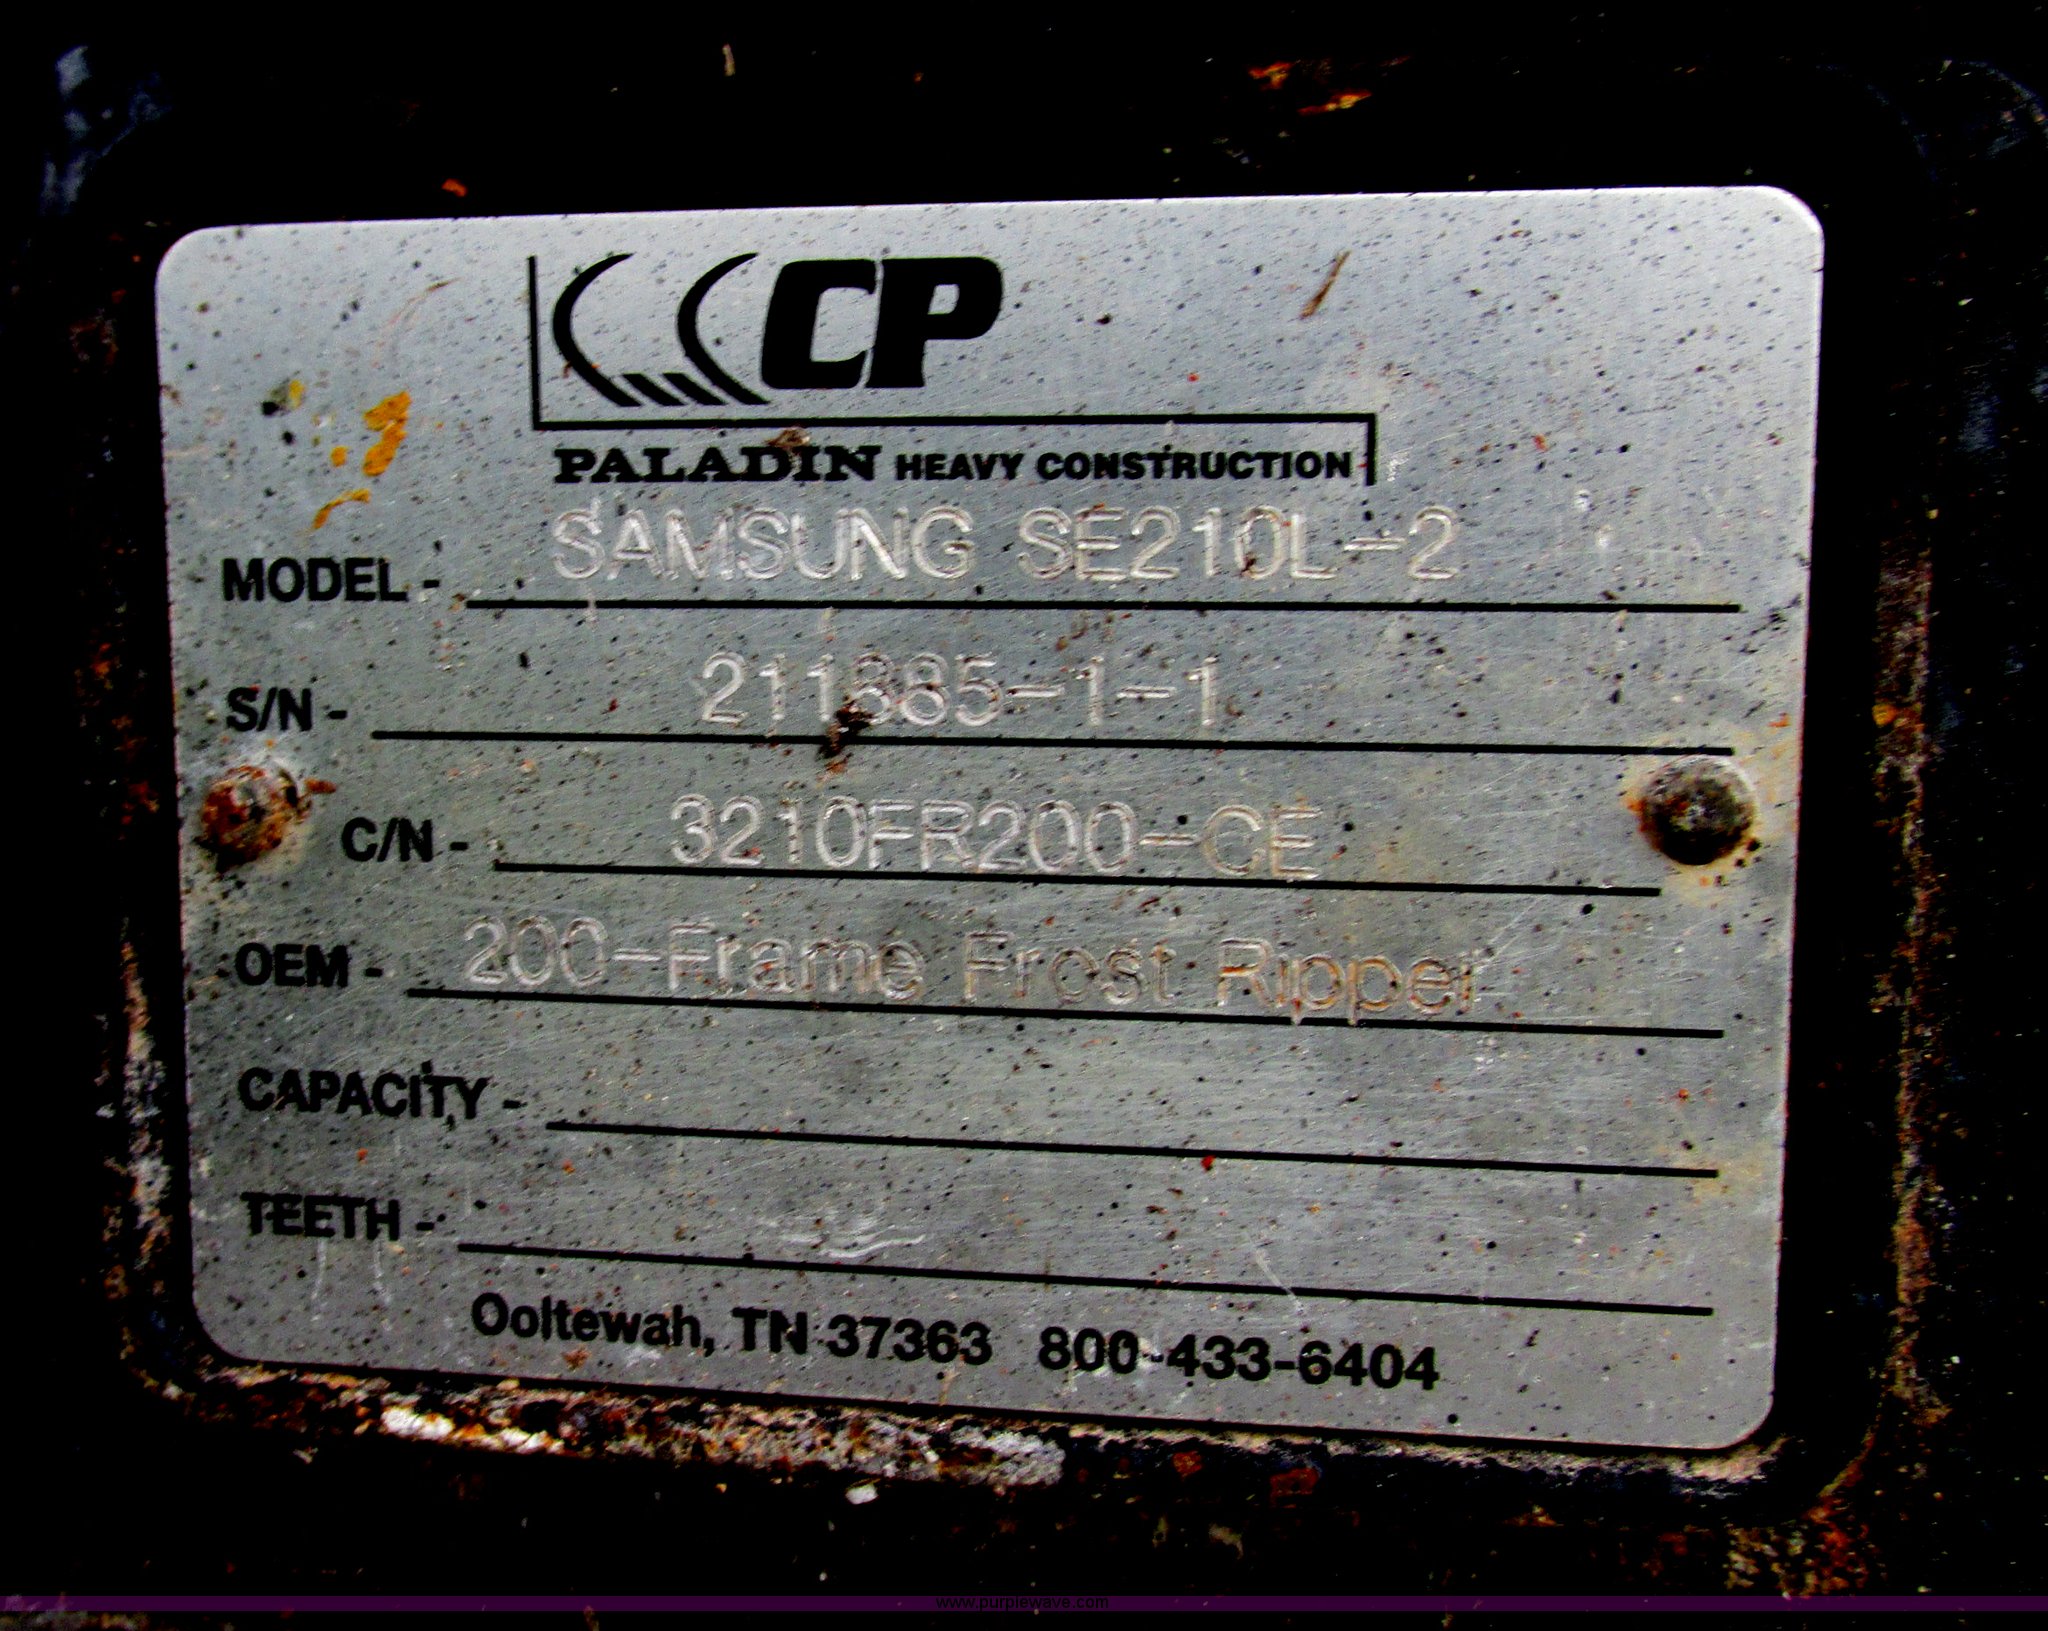 CP
PALADIN HEAVY CONSTRUCTION
MODEL - SAMSUNG SE210L-2
S/N - 211885-1-1
C/N - 3210FR200-CE
OEM - 200-Frame Frost Ripper
CAPACITY -
TEETH -
Ooltewah, TN 37363 800-433-6404
www.purplewave.com